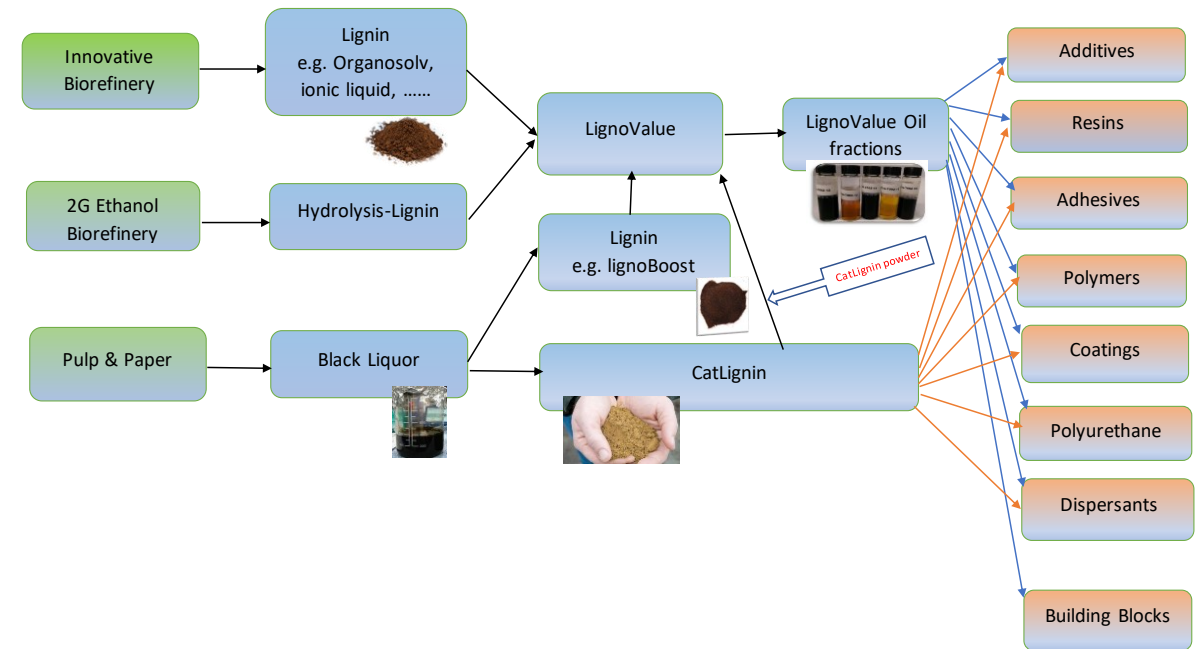 Innovative
Biorefinery
Lignin
e.g. Organosolv,
ionic liquid, ......
LignoValue
LignoValue Oil
fractions
Additives
Resins
Adhesives
Polymers
Coatings
Polyurethane
Dispersants
Building Blocks
2G Ethanol
Biorefinery
Hydrolysis-Lignin
Lignin
e.g. lignoBoost
CatLignin powder
Pulp & Paper
Black Liquor
CatLignin